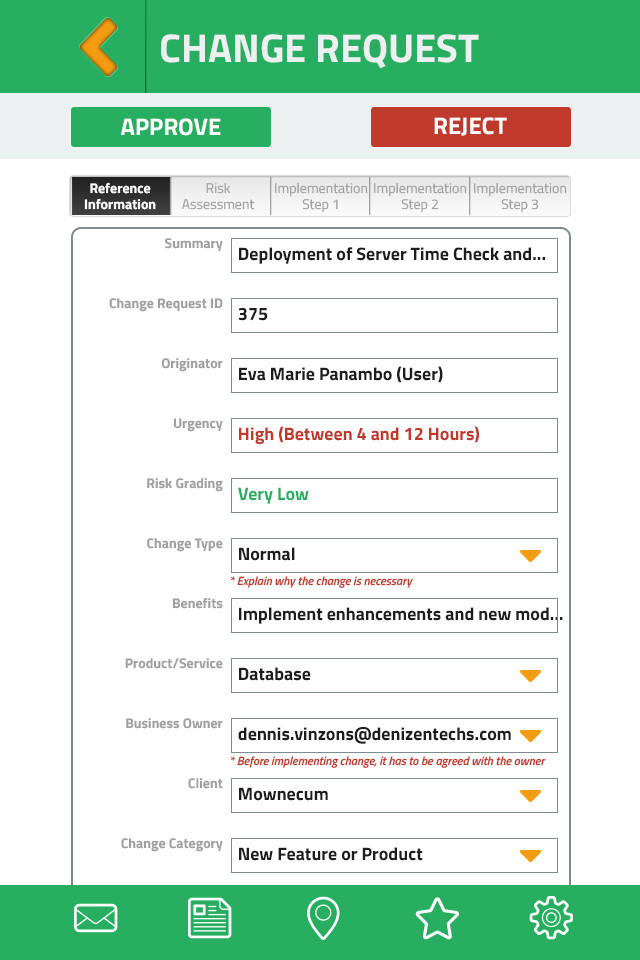 CHANGE REQUEST
APPROVE
REJECT
Reference Information
Risk Assessment
Implementation Step 1
Implementation Step 2
Implementation Step 3
Summary
Deployment of Server Time Check and...
Change Request ID
375
Originator
Eva Marie Panambo (User)
Urgency
High (Between 4 and 12 Hours)
Risk Grading
Very Low
Change Type
Normal
* Explain why the change is necessary
Benefits
Implement enhancements and new mod...
Product/Service
Database
Business Owner
dennis.vinzons@denizentechs.com
* Before implementing change, it has to be agreed with the owner
Client
Mownecum
Change Category
New Feature or Product